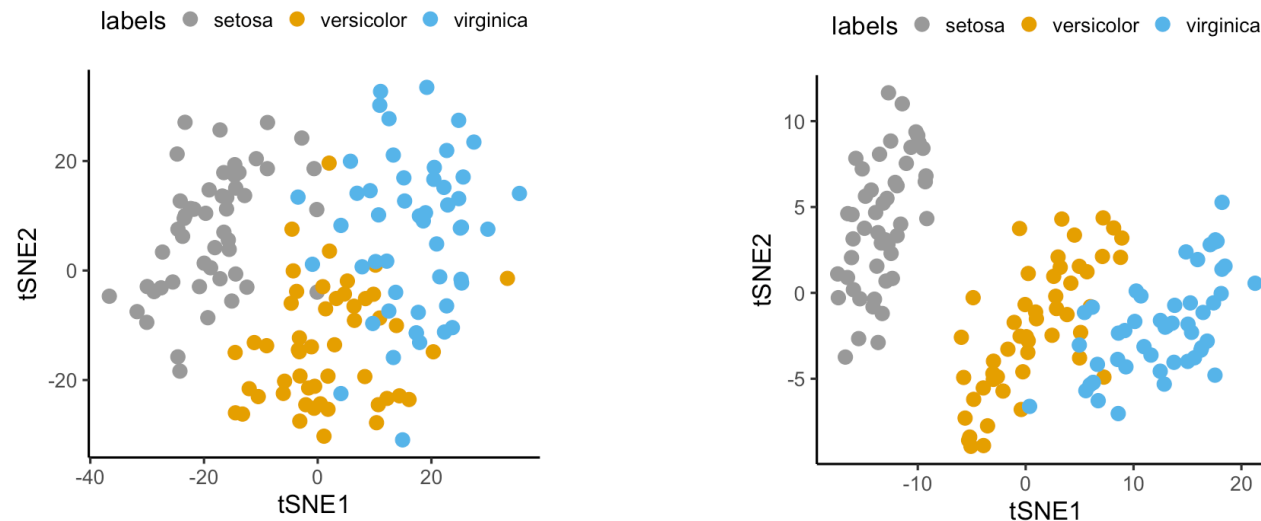 labels setosa versicolor virginica
20
0
-20
tSNE2
-40 -20 0 20
tSNE1
labels setosa versicolor virginica
10
5
0
-5
tSNE2
-10 0 10 20
tSNE1